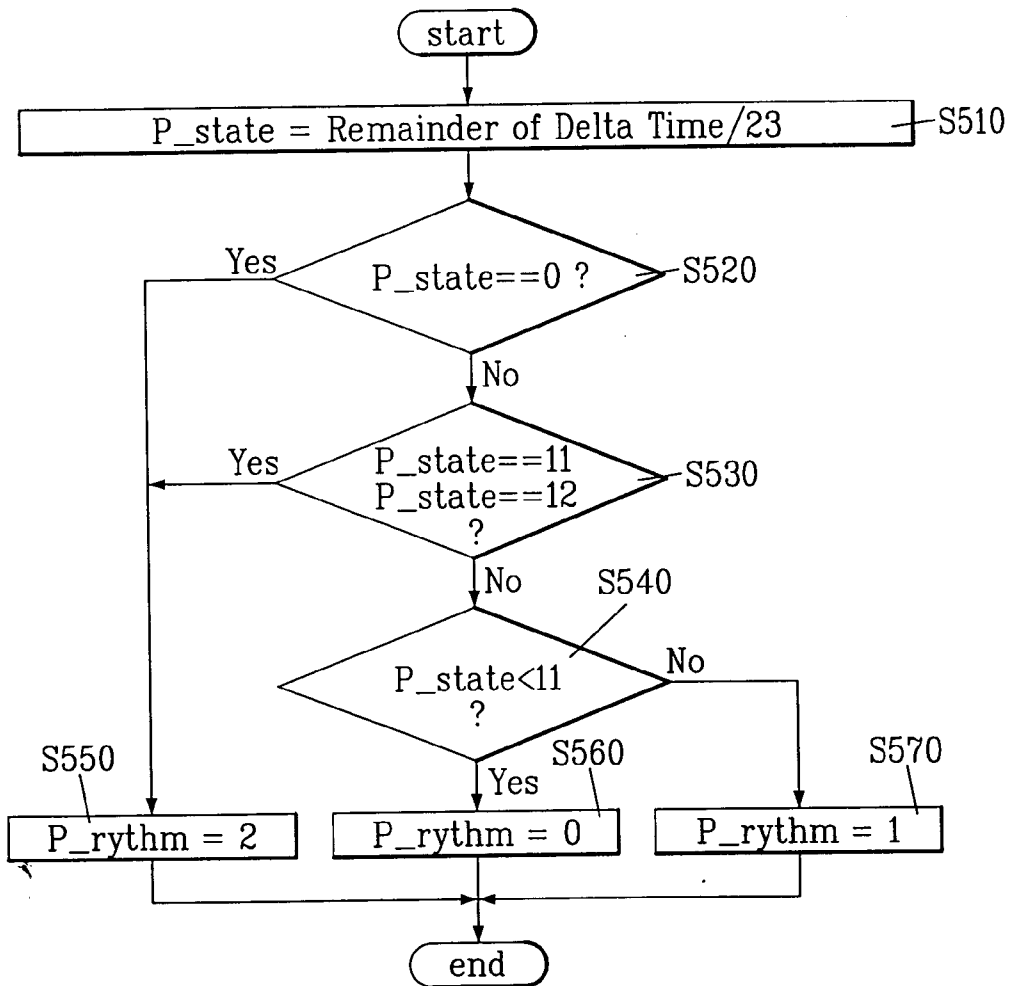 start
P_state = Remainder of Delta Time/23
S510
Yes
P_state==0 ?
S520
No
Yes
P_state==11
P_state==12
?
S530
No
S540
P_state<11
?
No
S550
S560
S570
Yes
P_rythm = 2
P_rythm = 0
P_rythm = 1
end